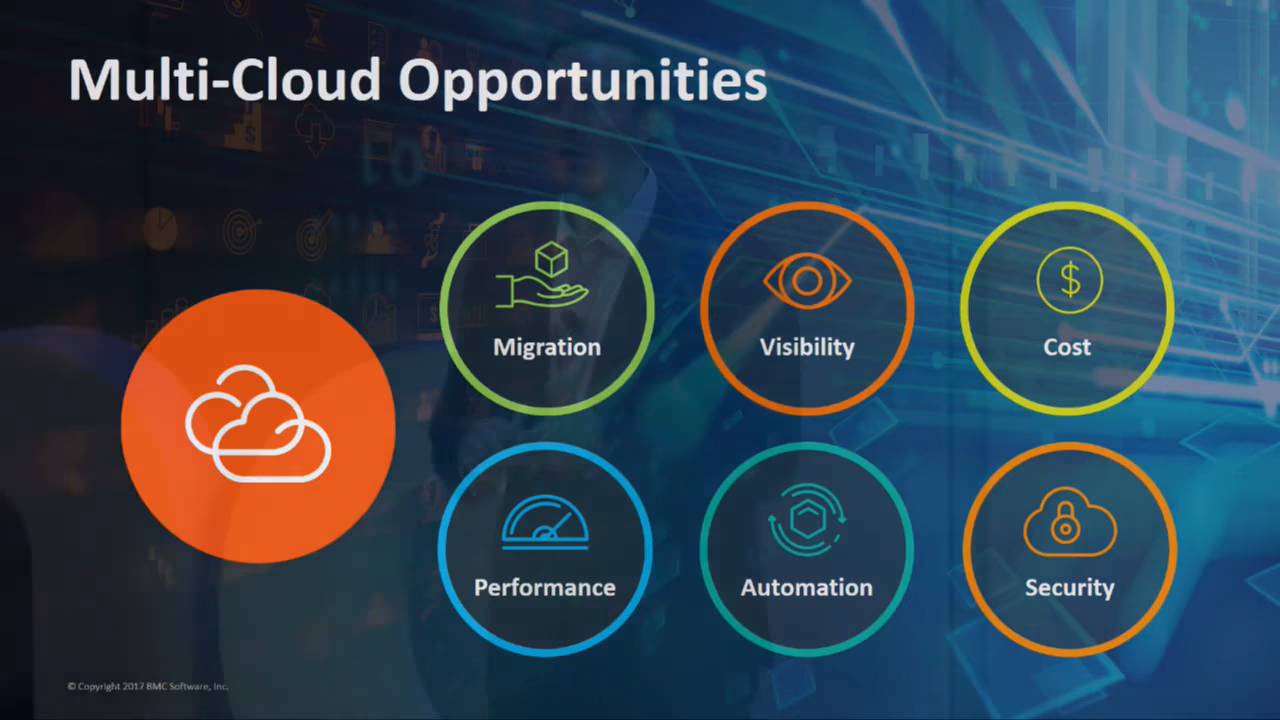 Multi-Cloud Opportunities
Migration
Visibility
Cost
Performance
Automation
Security
© Copyright 2017 BMC Software, Inc.